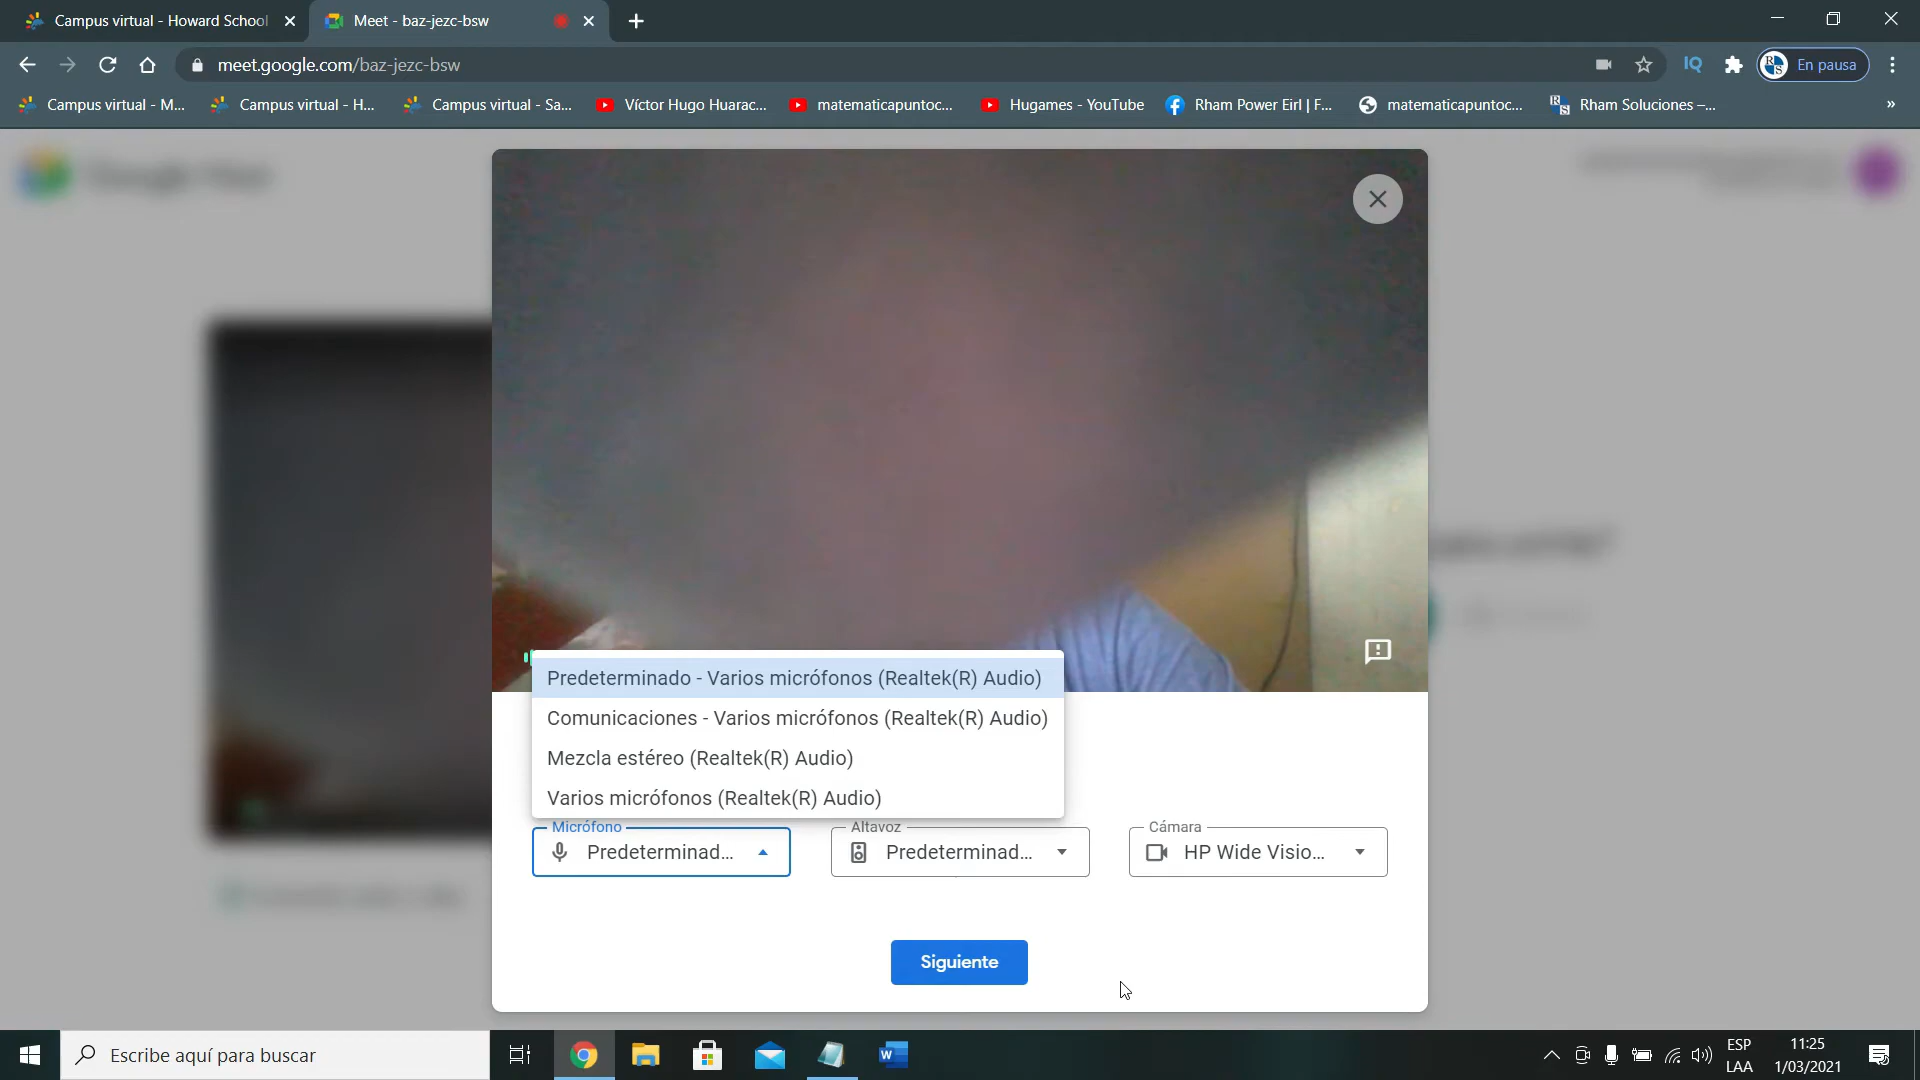 Campus virtual - Howard School
Meet - baz-jezc-bsw
meet.google.com/baz-jezc-bsw
IQ
RS
En pausa
Campus virtual - M...
Campus virtual - H...
Campus virtual - Sa...
Víctor Hugo Huarac...
matematicapuntoc...
Hugames - YouTube
Rham Power Eirl | F...
matematicapuntoc...
Rham Soluciones –...
»
Predeterminado - Varios micrófonos (Realtek(R) Audio)
Comunicaciones - Varios micrófonos (Realtek(R) Audio)
Mezcla estéreo (Realtek(R) Audio)
Varios micrófonos (Realtek(R) Audio)
Micrófono
Predeterminad...
Altavoz
Predeterminad...
Cámara
HP Wide Visio...
Siguiente
Escribe aquí para buscar
ESP
LAA
11:25
1/03/2021